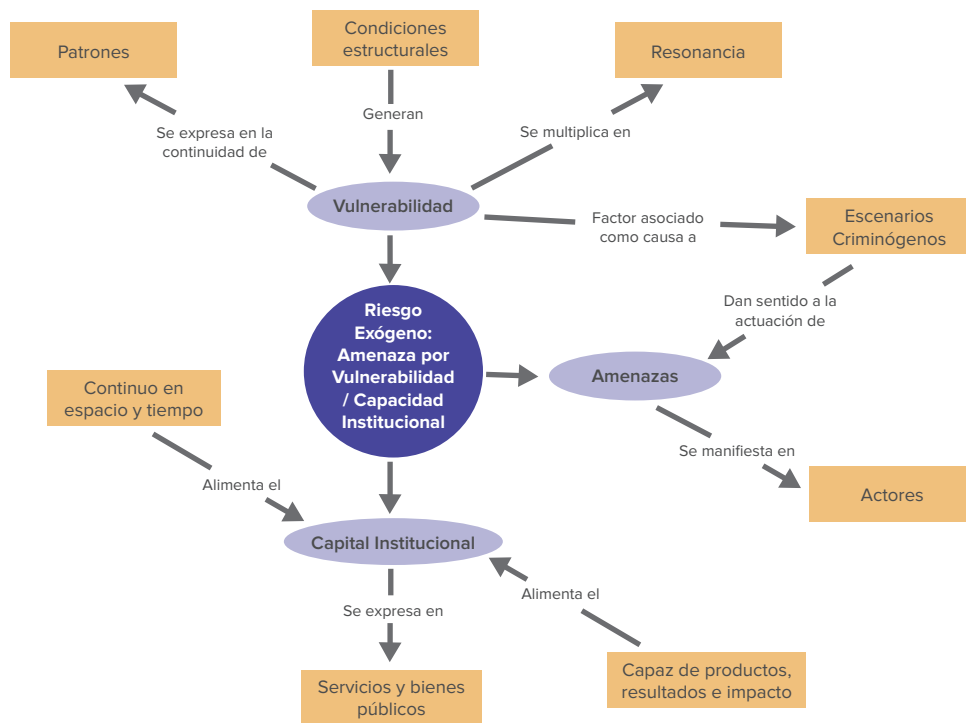 Condiciones
estructurales
Patrones
Resonancia
Generan
Se expresa en la
continuidad de
Se multiplica en
Vulnerabilidad
Factor asociado
como causa a
Escenarios
Criminógenos
Riesgo
Exógeno:
Amenaza por
Vulnerabilidad
/ Capacidad
Institucional
Dan sentido a la
actuación de
Amenazas
Continuo en
espacio y tiempo
Se manifiesta en
Alimenta el
Actores
Capital Institucional
Se expresa en
Alimenta el
Servicios y bienes
públicos
Capaz de productos,
resultados e impacto